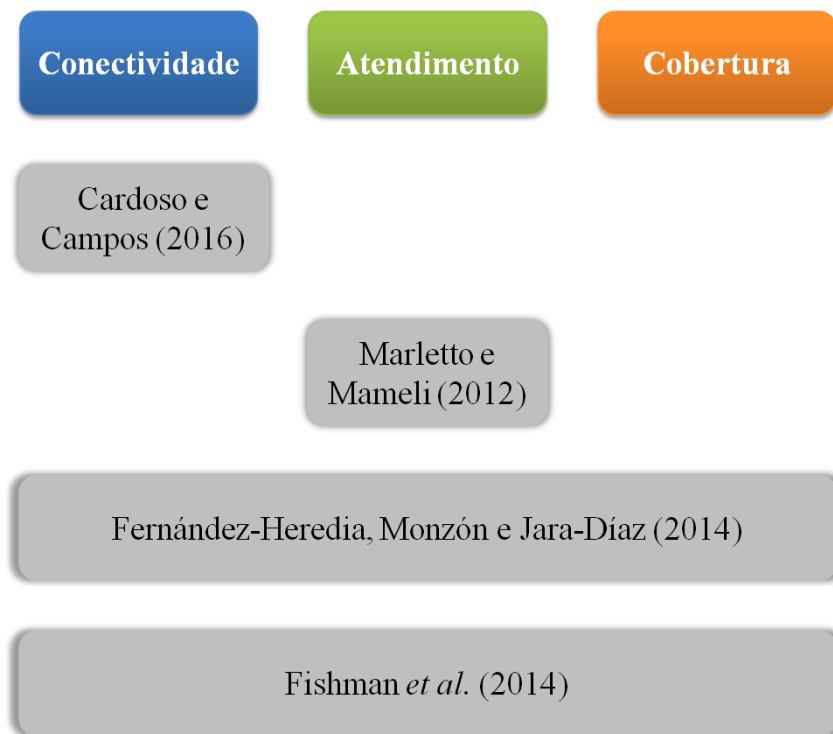 Conectividade
Atendimento
Cobertura
Cardoso e
Campos (2016)
Marletto e
Mameli (2012)
Fernández-Heredia, Monzón e Jara-Díaz (2014)
Fishman et al. (2014)